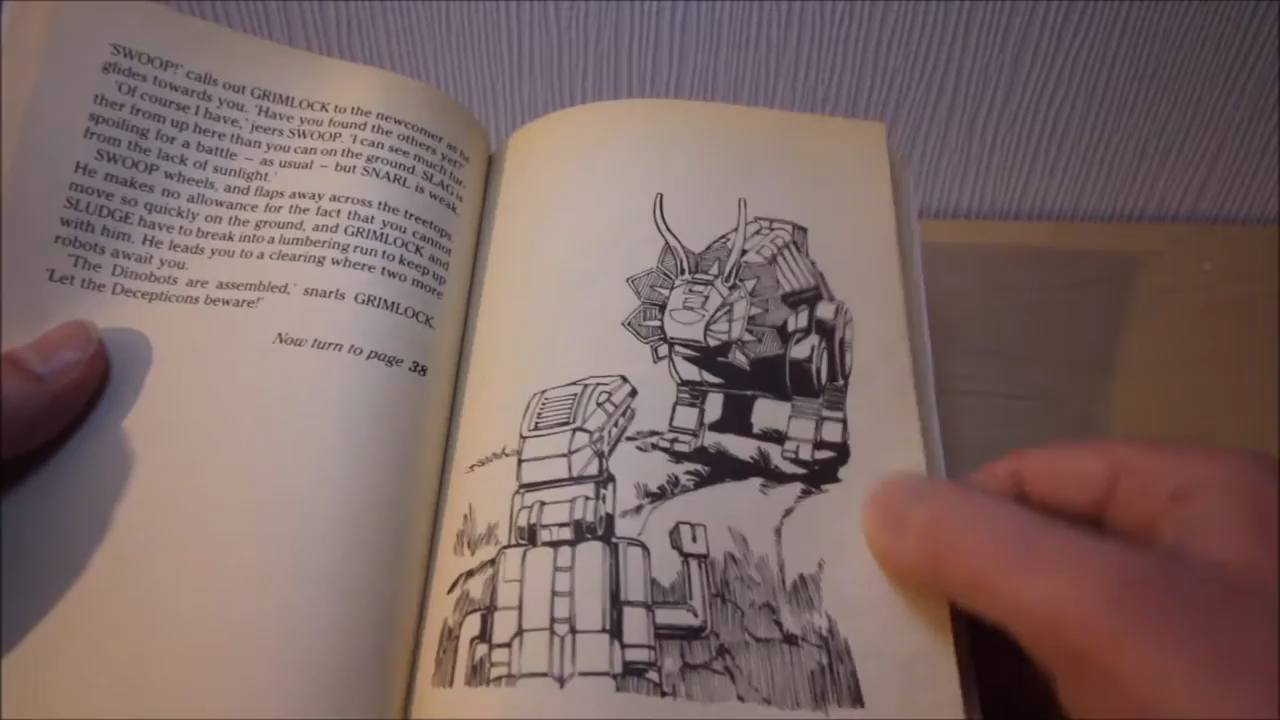 'SWOOP!' calls out GRIMLOCK to the newcomer as he
glides towards you. 'Have you found the others yet?'
'Of course I have,' jeers SWOOP. 'I can see much fur-
ther from up here than you can on the ground. SLAG is
spoiling for a battle – as usual – but SNARL is weak
from the lack of sunlight.'
SWOOP wheels, and flaps away across the treetops.
He makes no allowance for the fact that you cannot
move so quickly on the ground, and GRIMLOCK and
SLUDGE have to break into a lumbering run to keep up
with him. He leads you to a clearing where two more
robots await you.
'The Dinobots are assembled,' snarls GRIMLOCK.
'Let the Decepticons beware!'
Now turn to page 38